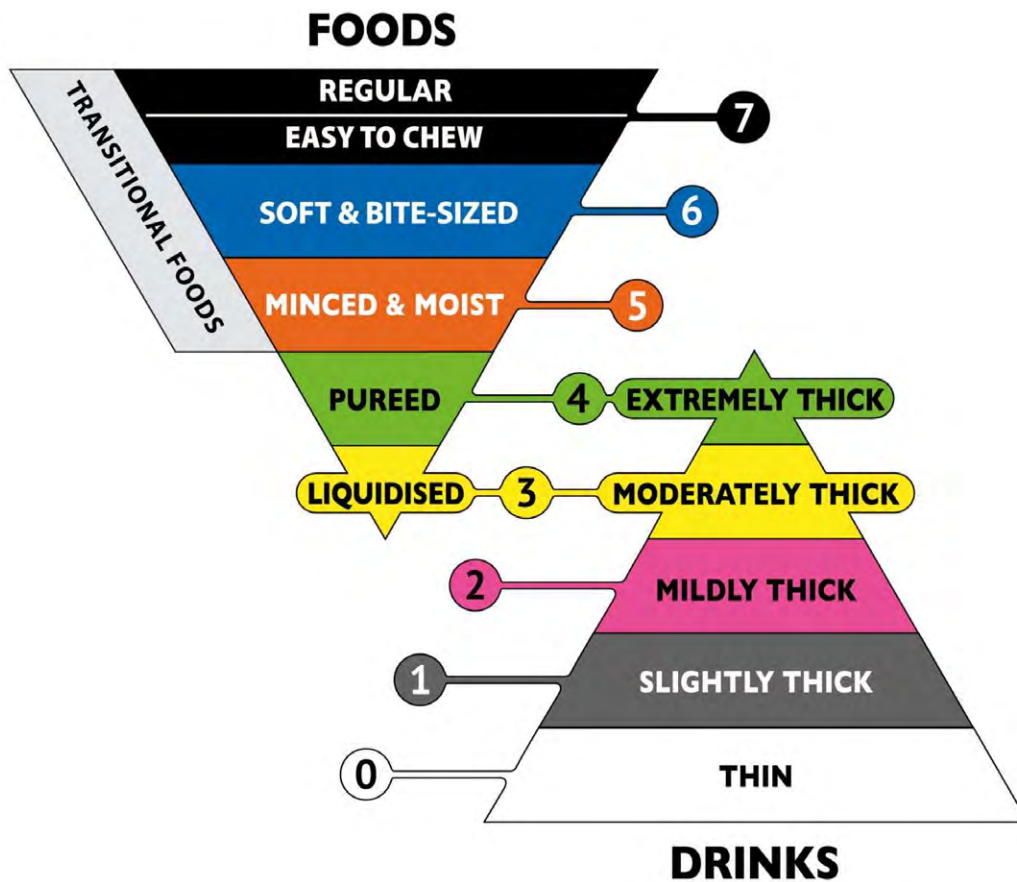 FOODS
TRANSITIONAL FOODS
REGULAR
7
EASY TO CHEW
SOFT & BITE-SIZED
6
MINCED & MOIST
5
PUREED
4
EXTREMELY THICK
LIQUIDISED
3
MODERATELY THICK
2
MILDLY THICK
1
SLIGHTLY THICK
0
THIN
DRINKS